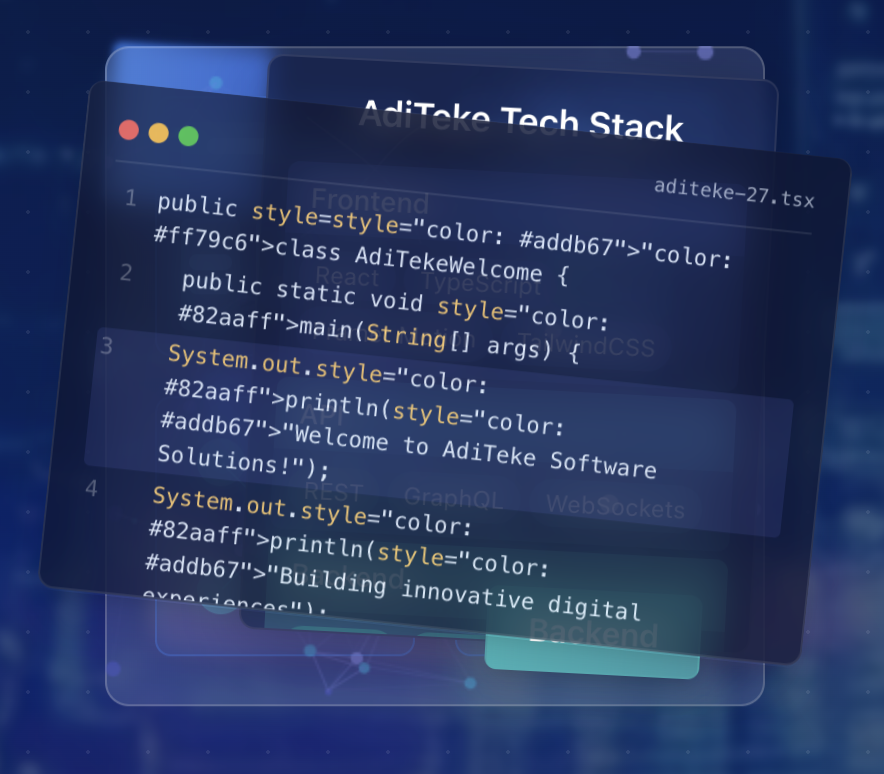 AdiTeke Tech Stack
aditeke-27.tsx
Frontend
1 public style=style="color: #addb67">"color:
#ff79c6">class AdiTekeWelcome {
React TypeScript
2 public static void style="color:
#82aaff">main(String[] args) {
TailwindCSS
3 System.out.style="color:
#82aaff">println(style="color:
API
#addb67">"Welcome to AdiTeke Software
Solutions!");
REST GraphQL WebSockets
4 System.out.style="color:
#82aaff">println(style="color:
Backend
#addb67">"Building innovative digital
experiences");
Backend